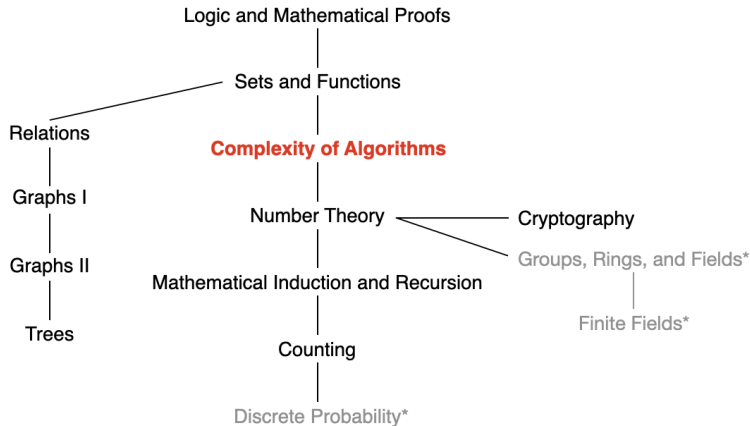 Logic and Mathematical Proofs
Sets and Functions
Relations
Complexity of Algorithms
Graphs I
Number Theory
Cryptography
Groups, Rings, and Fields*
Graphs II
Mathematical Induction and Recursion
Finite Fields*
Trees
Counting
Discrete Probability*